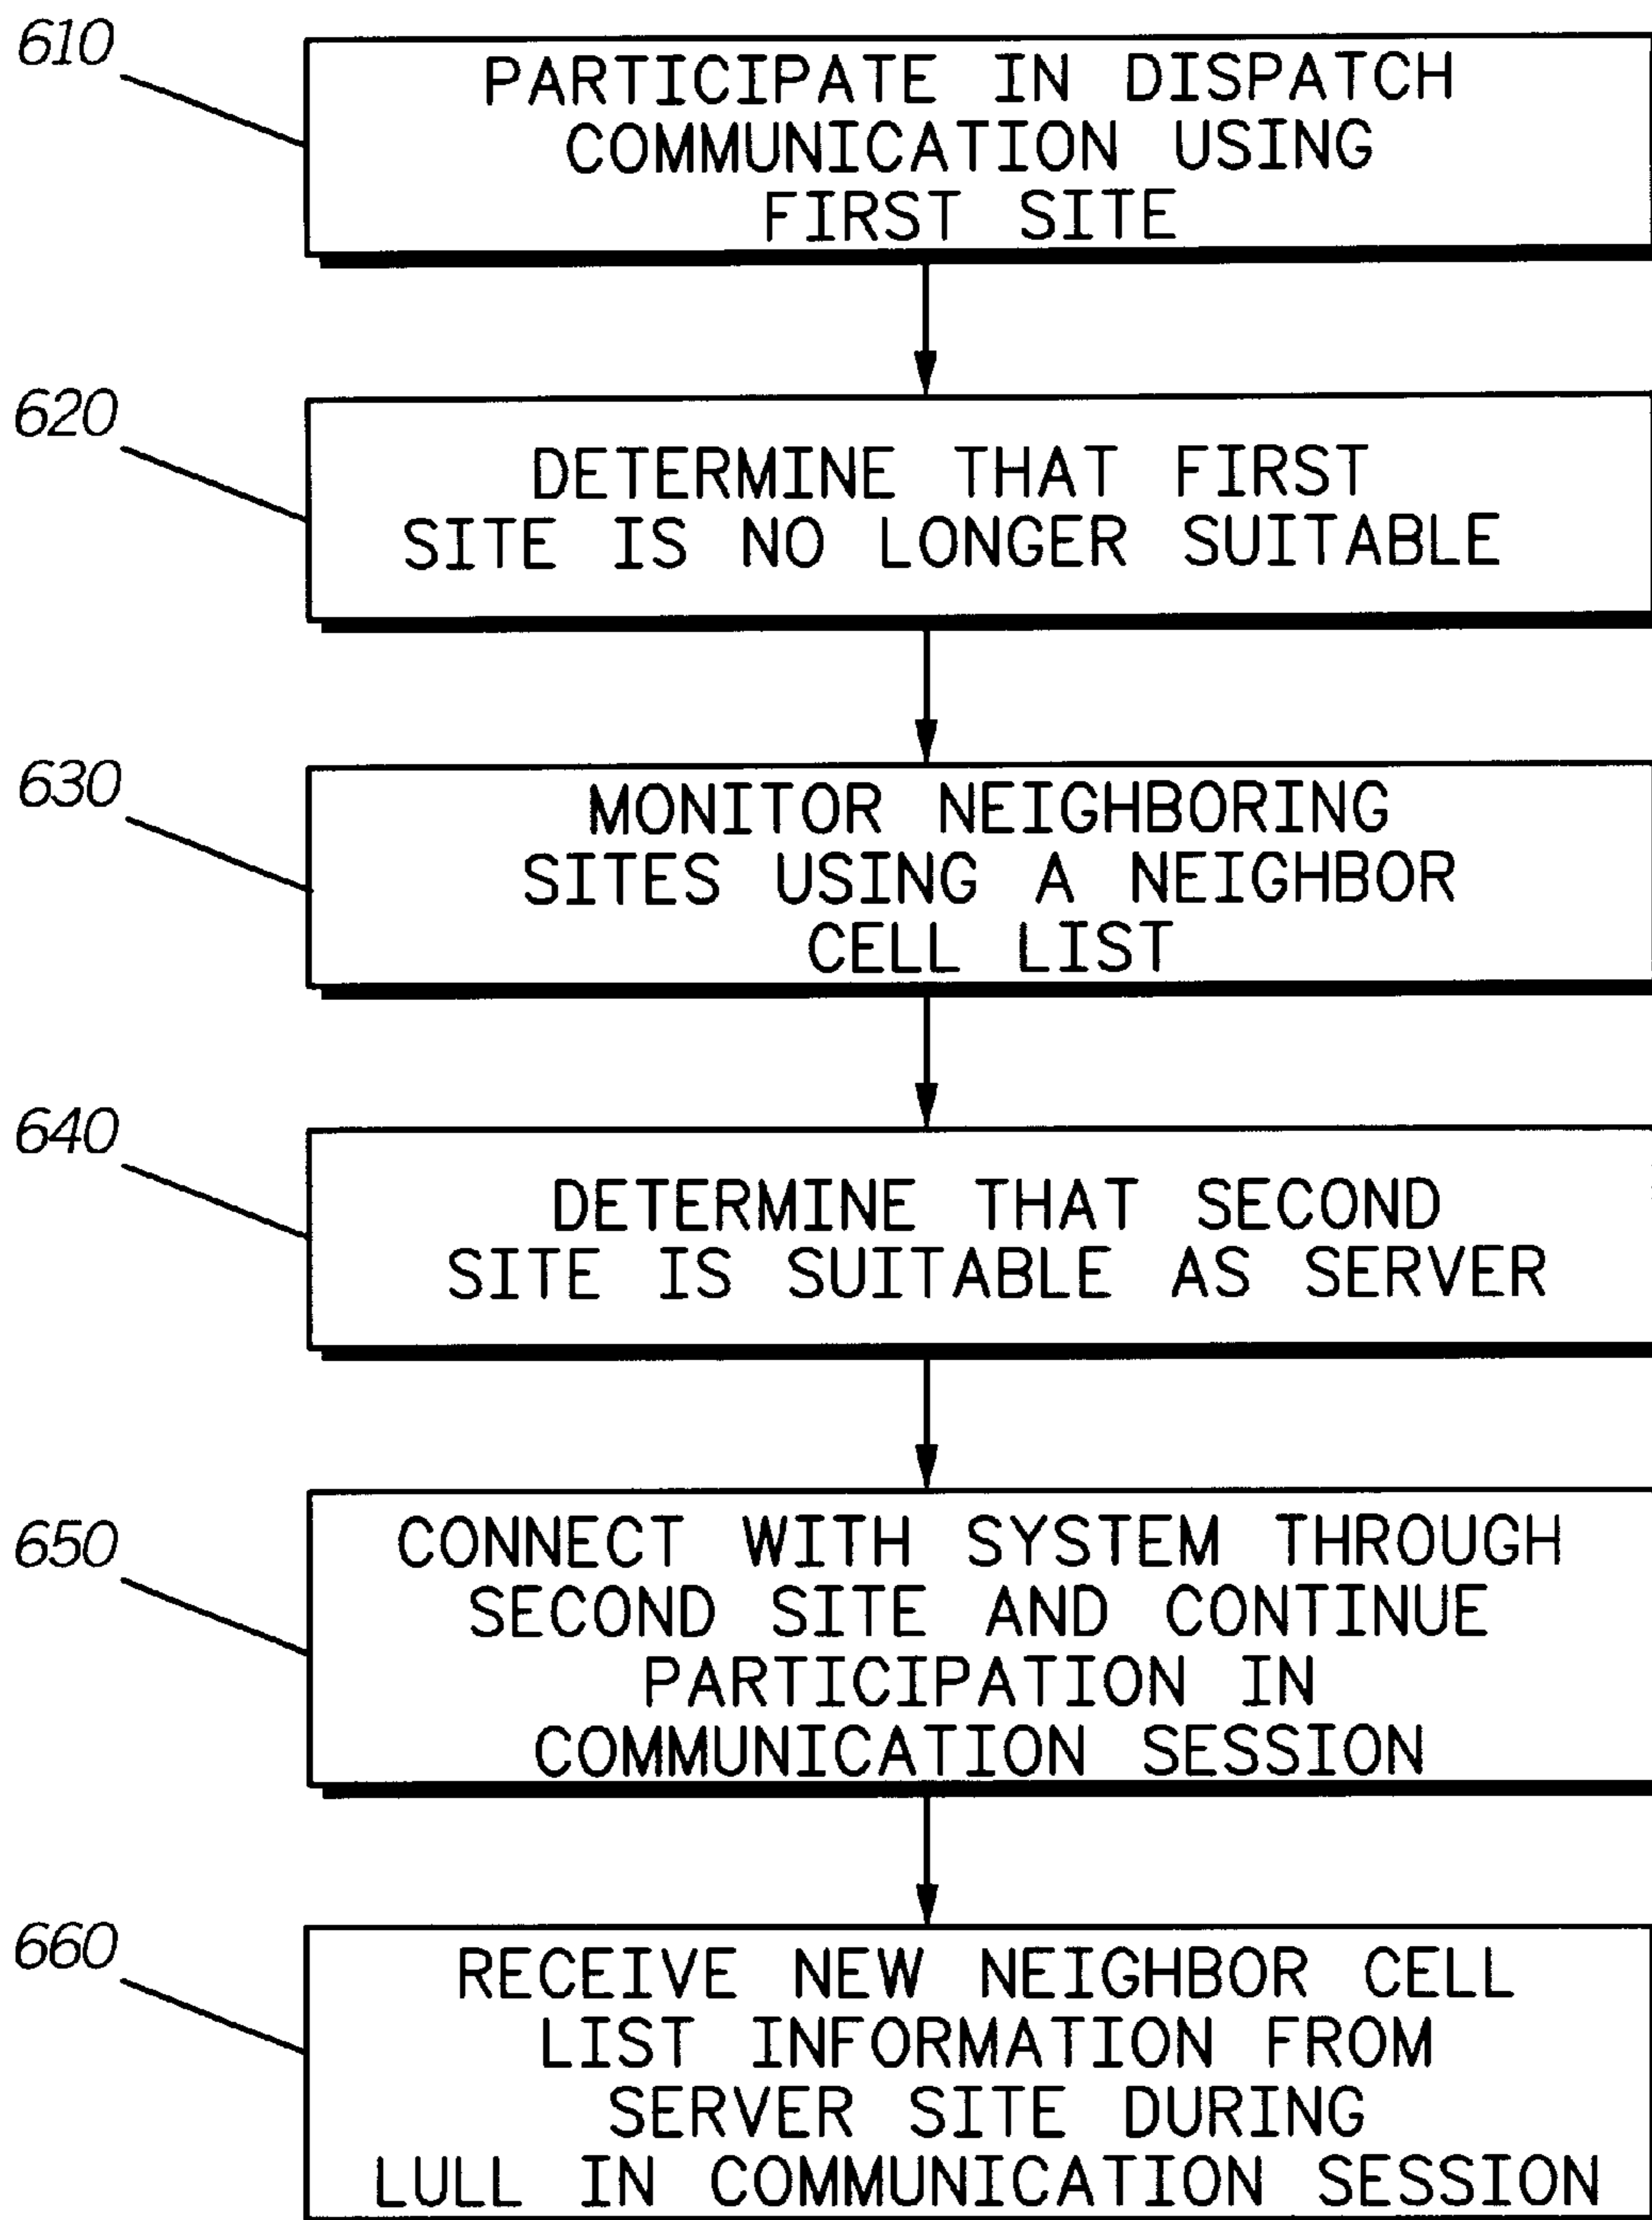 610
PARTICIPATE IN DISPATCH
COMMUNICATION USING
FIRST SITE
620
DETERMINE THAT FIRST
SITE IS NO LONGER SUITABLE
630
MONITOR NEIGHBORING
SITES USING A NEIGHBOR
CELL LIST
640
DETERMINE THAT SECOND
SITE IS SUITABLE AS SERVER
650
CONNECT WITH SYSTEM THROUGH
SECOND SITE AND CONTINUE
PARTICIPATION IN
COMMUNICATION SESSION
660
RECEIVE NEW NEIGHBOR CELL
LIST INFORMATION FROM
SERVER SITE DURING
LULL IN COMMUNICATION SESSION